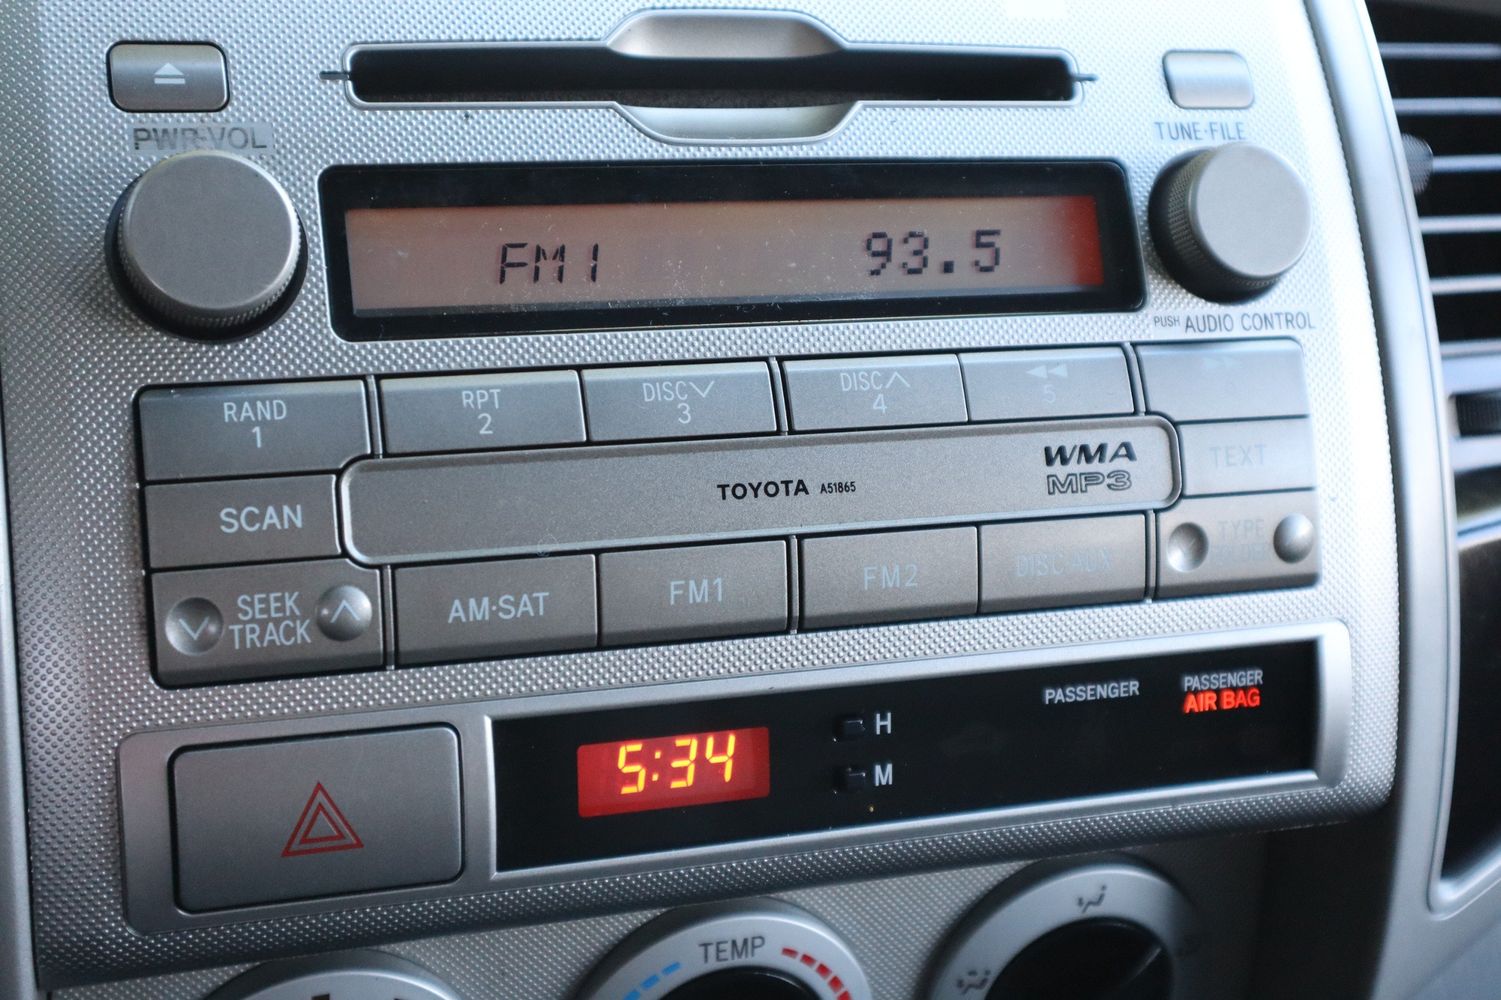 PWR·VOL
TUNE·FILE
FM1 93.5
PUSH AUDIO CONTROL
RAND
1
RPT
2
DISC
3
DISC
4
5
SCAN
TOYOTA A51865
WMA
MP3
TEXT
SEEK
TRACK
AM·SAT
FM1
FM2
DISC·AUX
TYPE
FOLDER
5:34
H
M
PASSENGER
PASSENGER
AIR BAG
TEMP